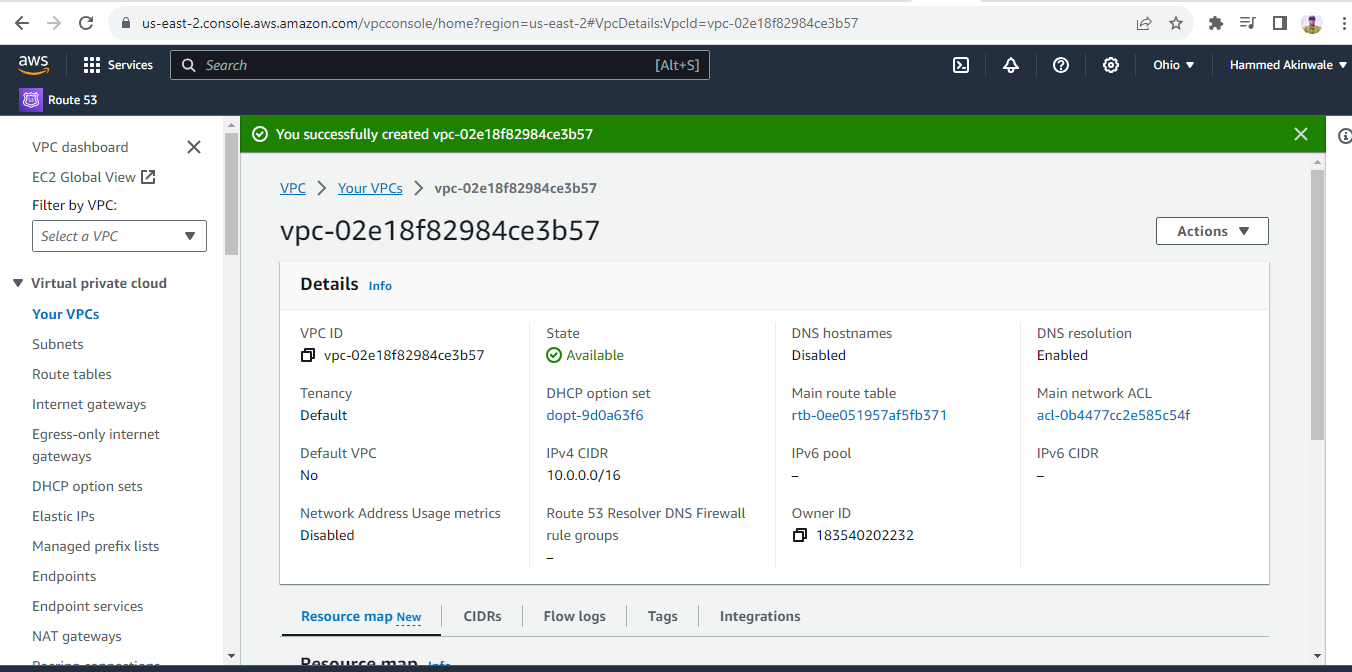 us-east-2.console.aws.amazon.com/vpcconsole/home?region=us-east-2#VpcDetails:VpcId=vpc-02e18f82984ce3b57
aws
Services
Search
[Alt+S]
Ohio
Hammed Akinwale
Route 53
VPC dashboard
EC2 Global View
Filter by VPC:
Select a VPC
Virtual private cloud
Your VPCs
Subnets
Route tables
Internet gateways
Egress-only internet
gateways
DHCP option sets
Elastic IPs
Managed prefix lists
Endpoints
Endpoint services
NAT gateways
Peering connections
You successfully created vpc-02e18f82984ce3b57
VPC > Your VPCs > vpc-02e18f82984ce3b57
vpc-02e18f82984ce3b57
Actions
Details Info
VPC ID
vpc-02e18f82984ce3b57
State
Available
DNS hostnames
Disabled
DNS resolution
Enabled
Tenancy
Default
DHCP option set
dopt-9d0a63f6
Main route table
rtb-0ee051957af5fb371
Main network ACL
acl-0b4477cc2e585c54f
Default VPC
No
IPv4 CIDR
10.0.0.0/16
IPv6 pool
–
IPv6 CIDR
–
Network Address Usage metrics
Disabled
Route 53 Resolver DNS Firewall
rule groups
–
Owner ID
183540202232
Resource map New
CIDRs
Flow logs
Tags
Integrations
Resource map Info